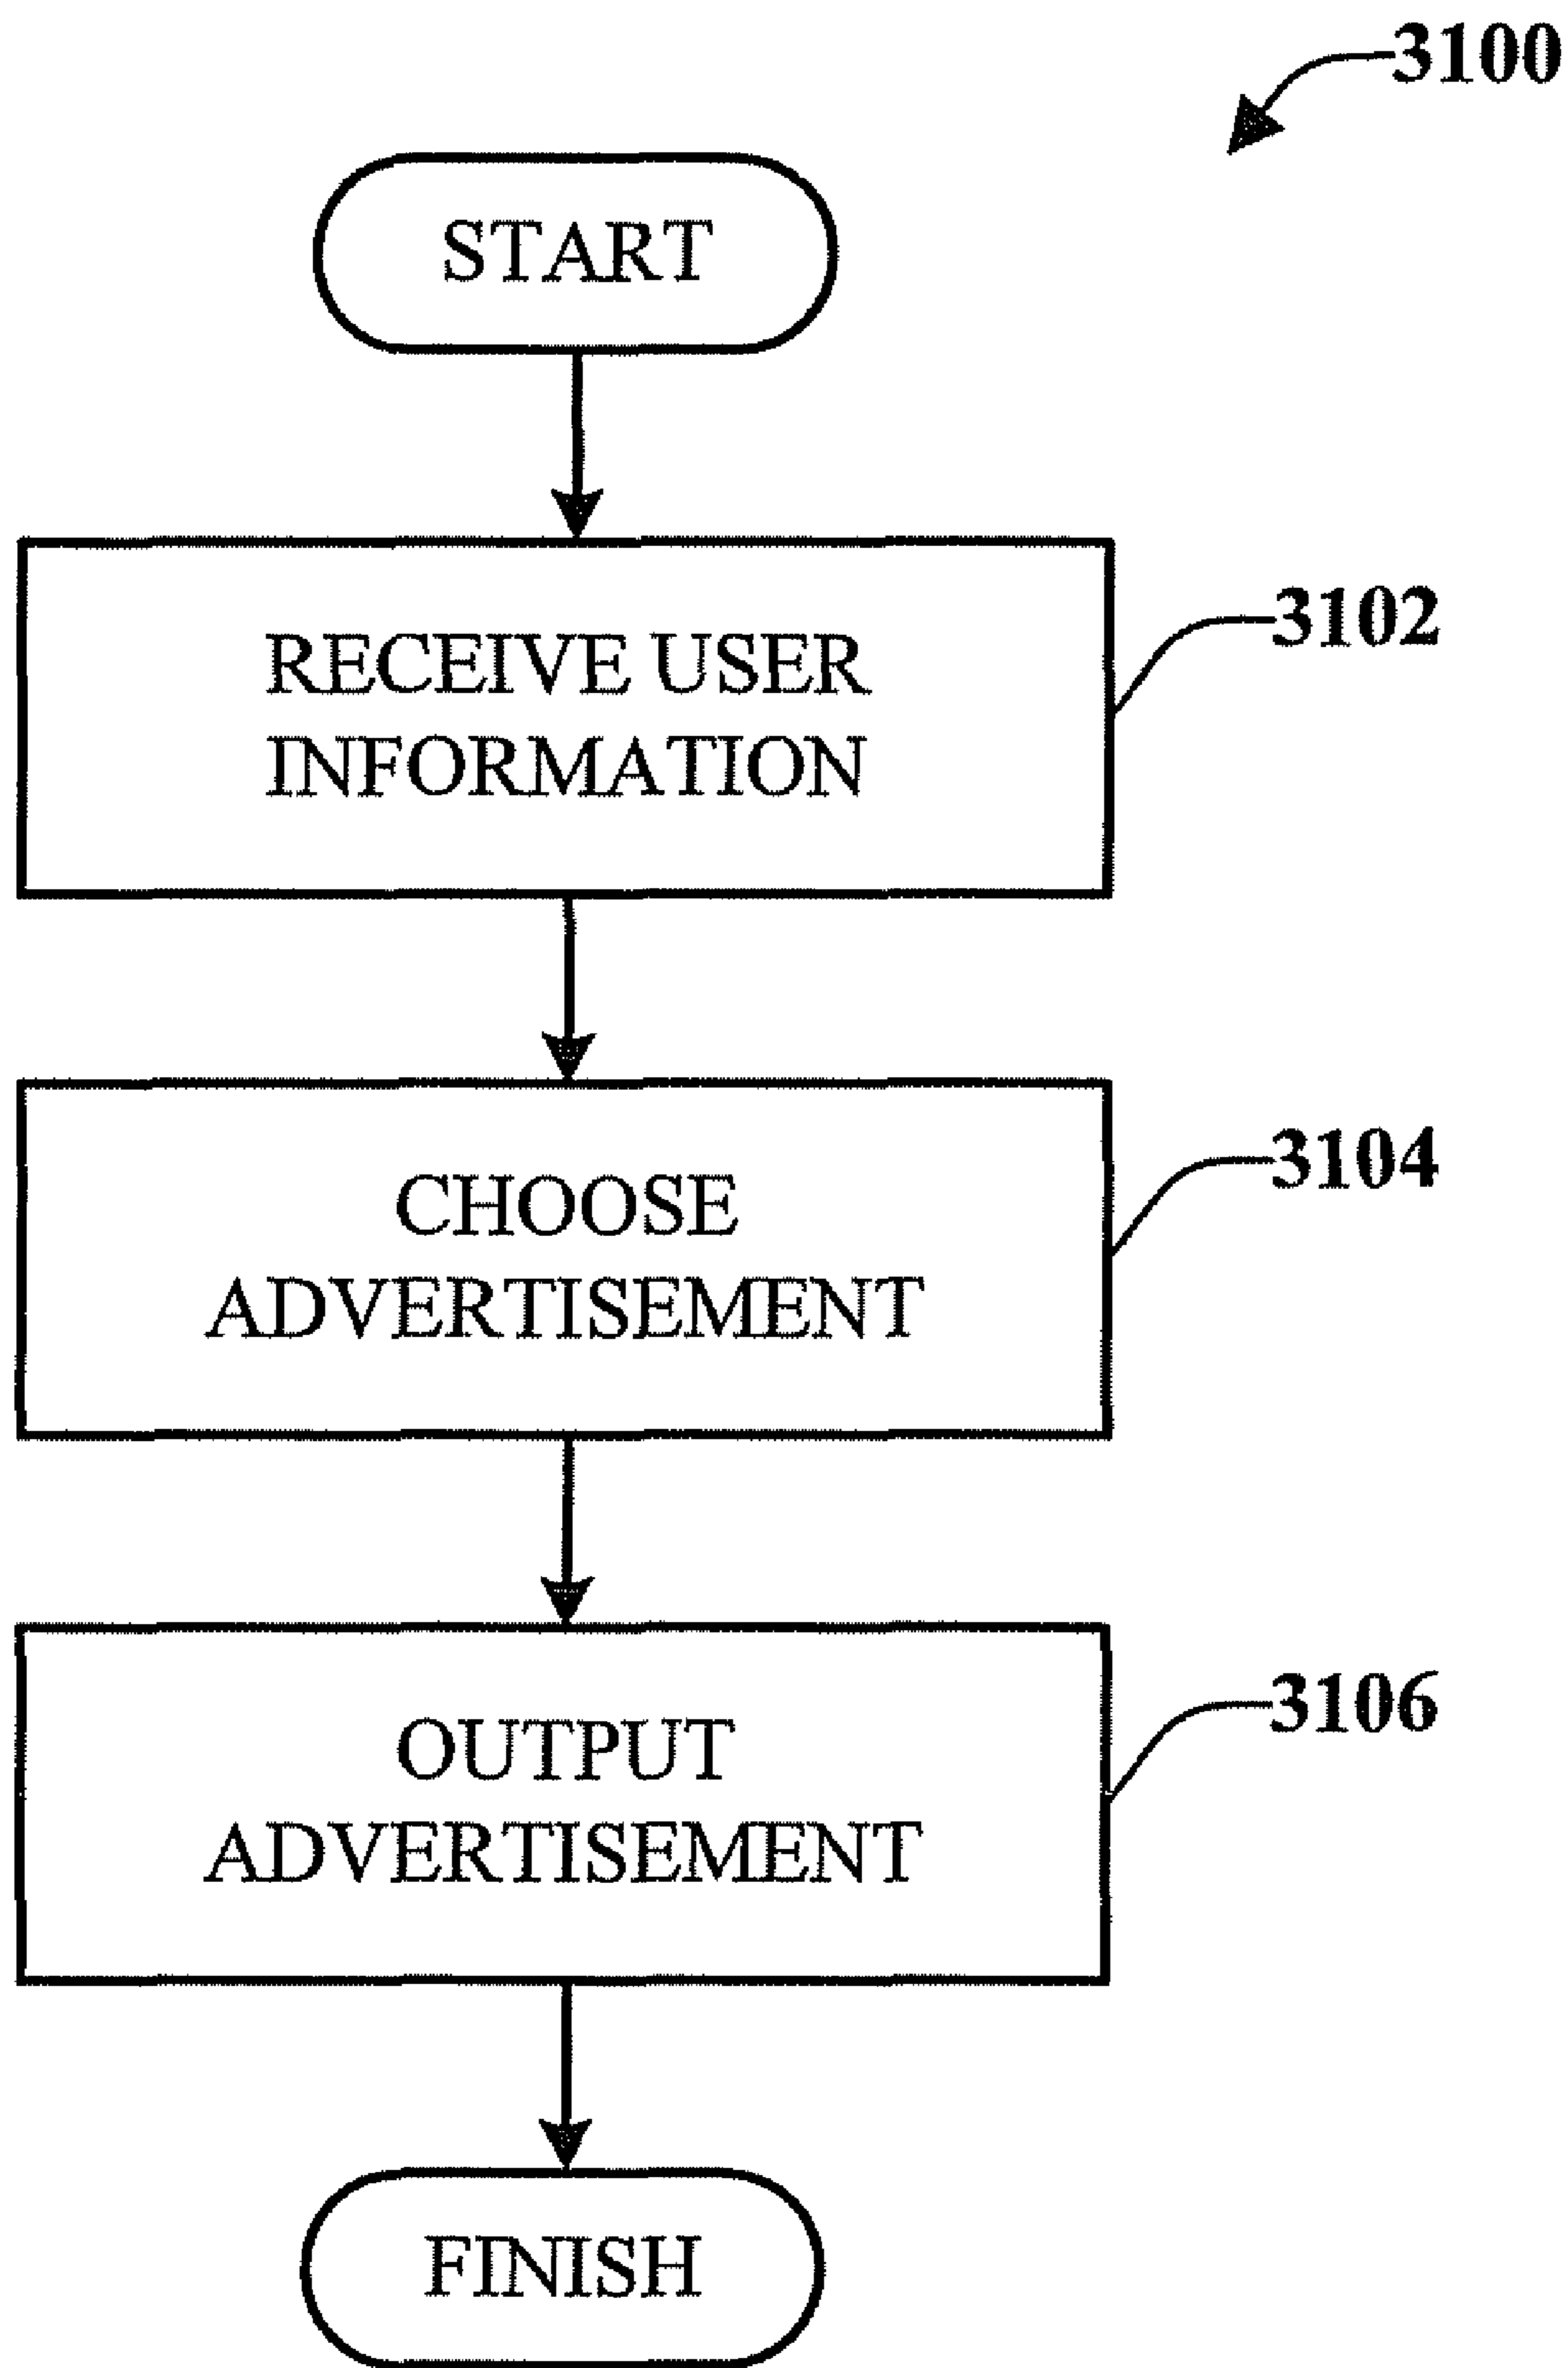 3100
START
RECEIVE USER
INFORMATION
3102
CHOOSE
ADVERTISEMENT
3104
OUTPUT
ADVERTISEMENT
3106
FINISH